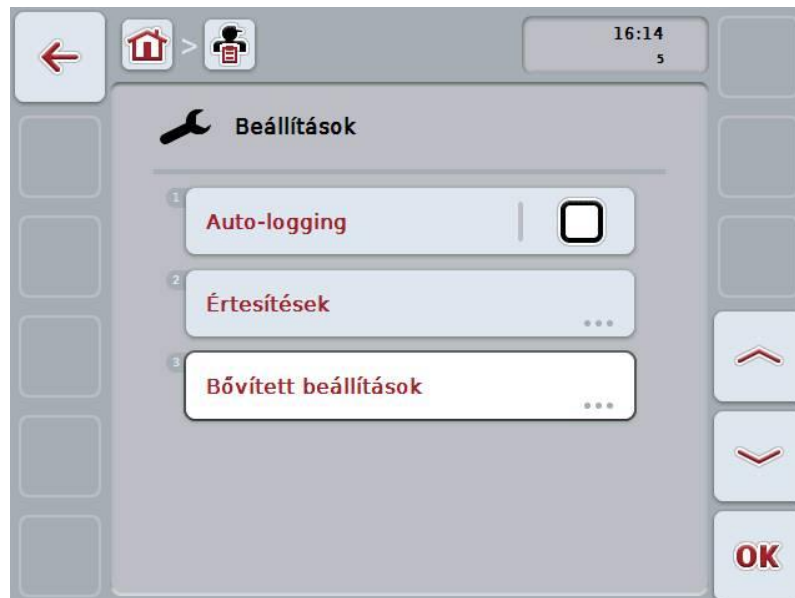 >
16:14
5
Beállítások
1
Auto-logging
2
Értesítések
...
3
Bővített beállítások
...
OK